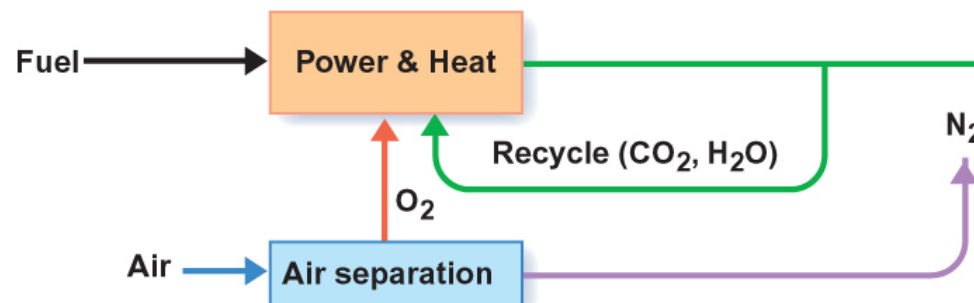 Fuel
Power & Heat
N₂
Recycle (CO₂, H₂O)
O₂
Air
Air separation